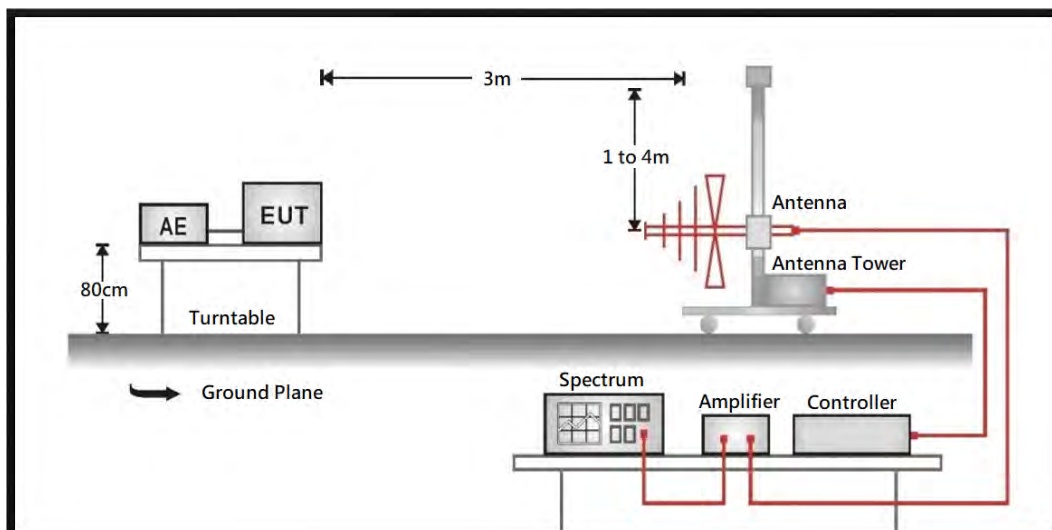 3m
1 to 4m
AE
EUT
Antenna
Antenna Tower
80cm
Turntable
Ground Plane
Spectrum
Amplifier
Controller